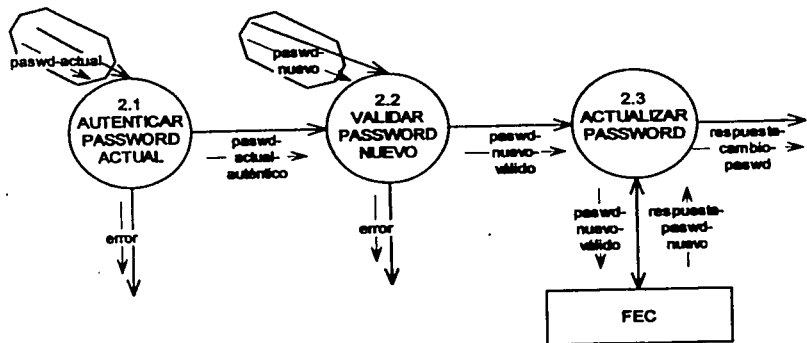 paswd-actual
2.1
AUTENTICAR
PASSWORD
ACTUAL
paswd-
actual-
auténtico
error
paswd-
nuevo
2.2
VALIDAR
PASSWORD
NUEVO
paswd-
nuevo-
válido
error
2.3
ACTUALIZAR
PASSWORD
respuesta-
cambio-
paswd
paswd-
nuevo-
válido
respuesta-
paswd-
nuevo
FEC